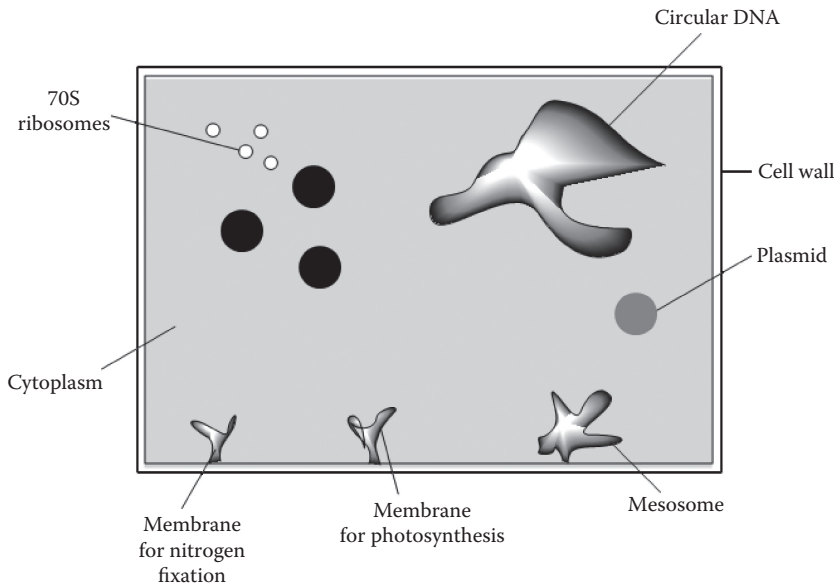 Circular DNA
70S
ribosomes
Cell wall
Plasmid
Cytoplasm
Mesosome
Membrane
for photosynthesis
Membrane
for nitrogen
fixation